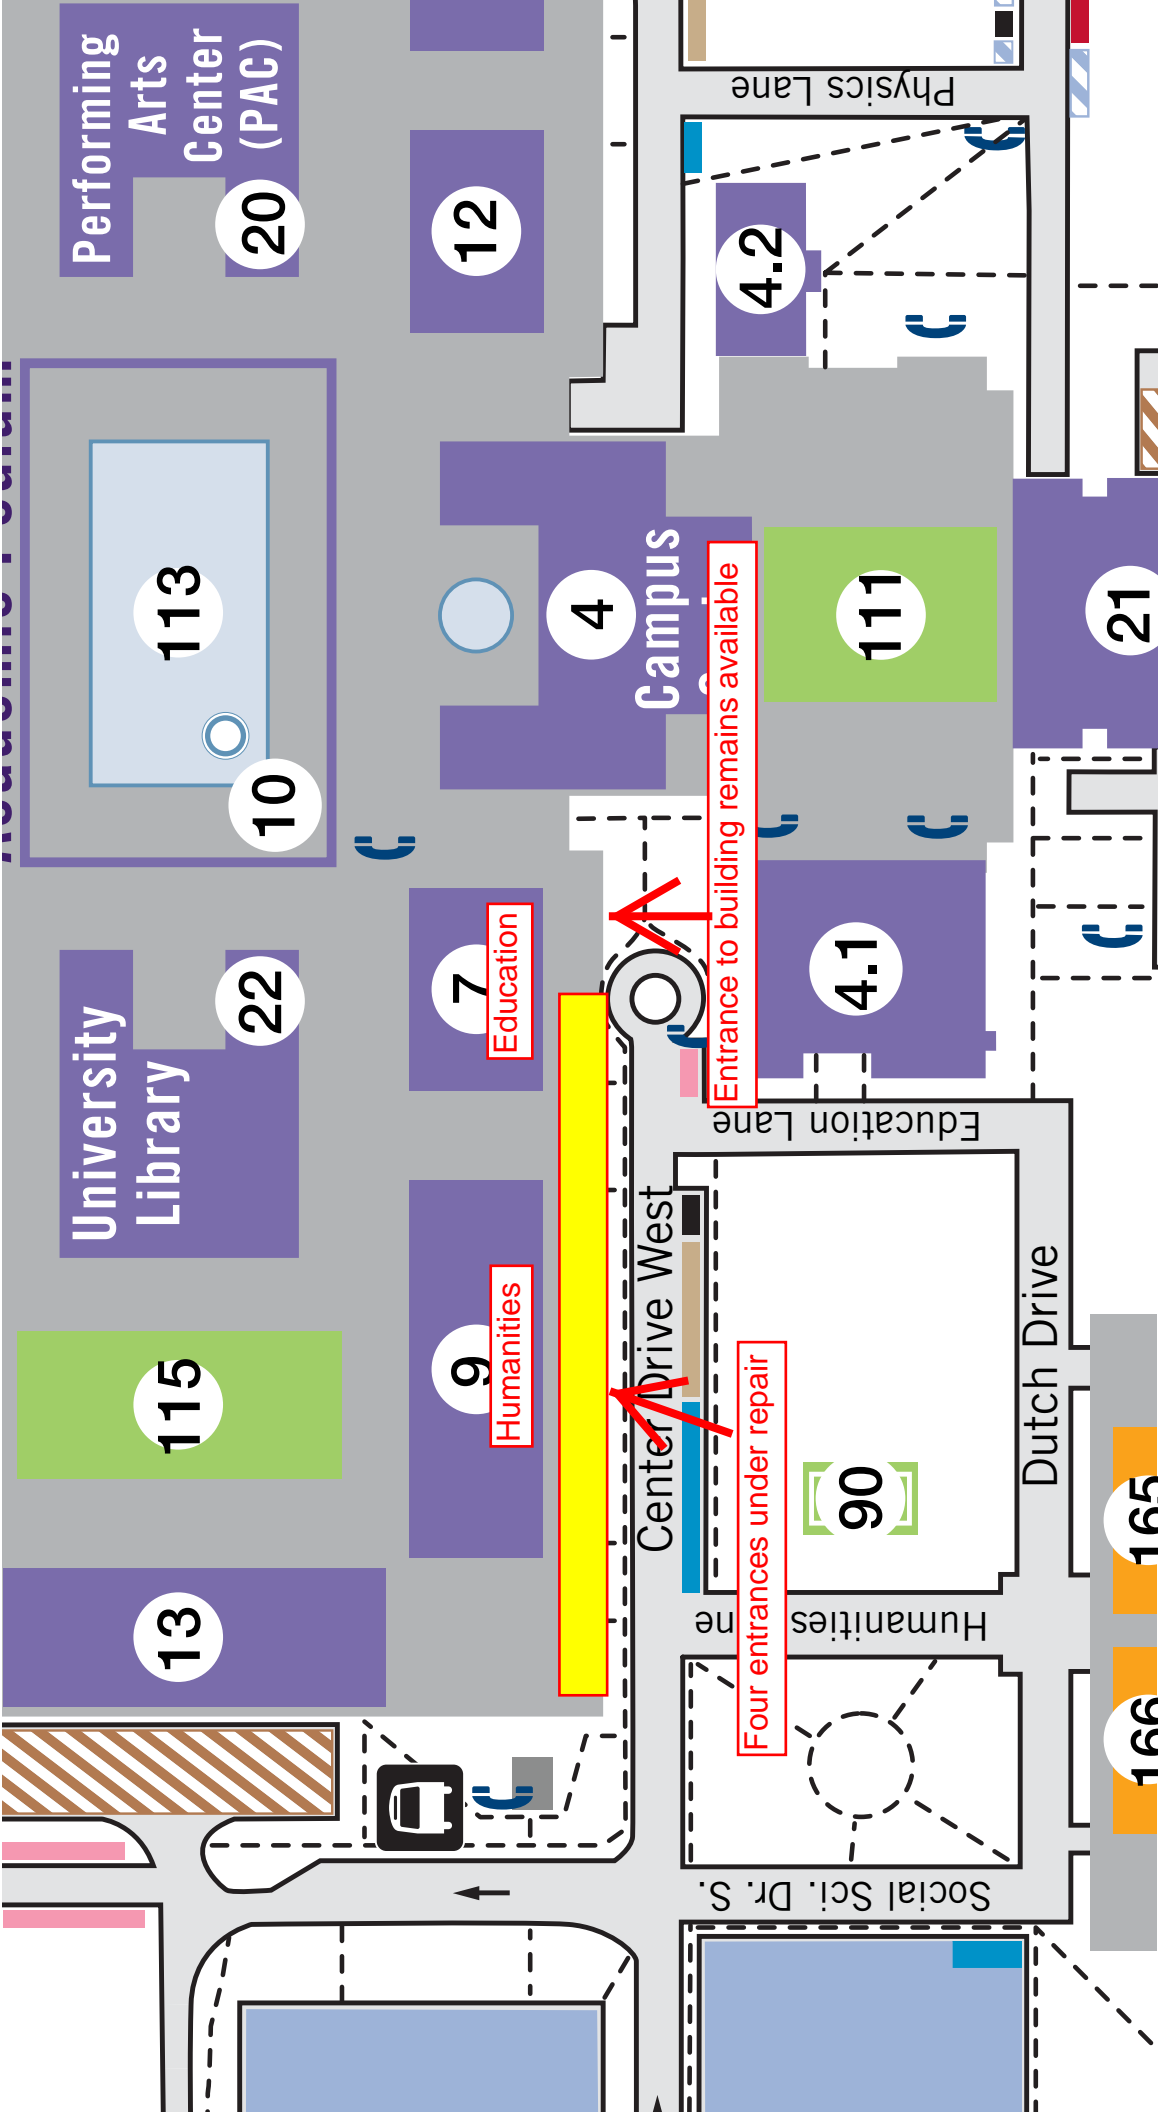 Performing
Arts
Center
(PAC)
20
12
Physics Lane
4.2
113
10
4
Campus
111
21
Entrance to building remains available
University
Library
22
7
Education
4.1
Education Lane
115
9
Humanities
Center Drive West
Four entrances under repair
90
Dutch Drive
165
13
Humanities
ne
166
Social Sci. Dr. S.